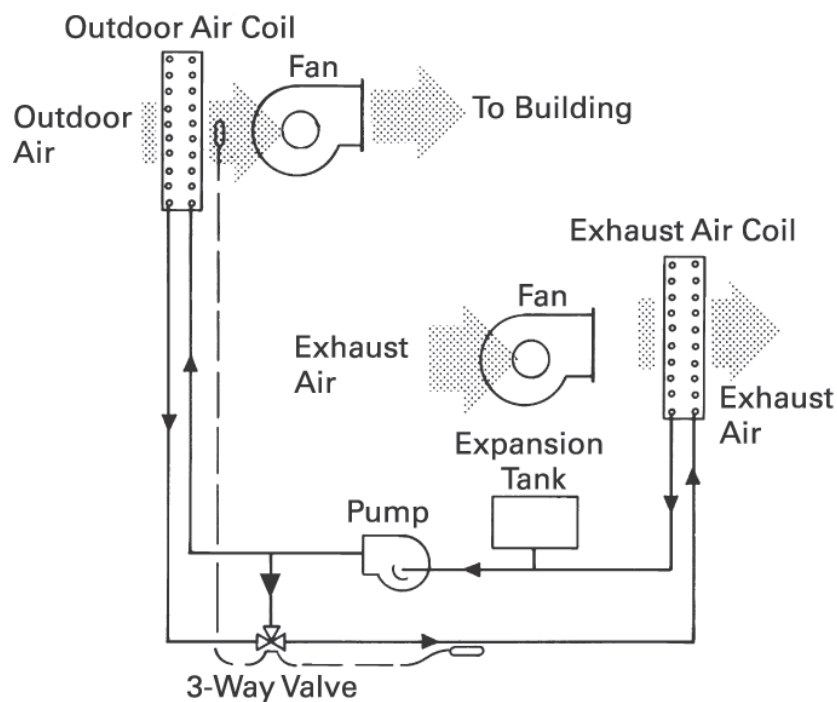 Outdoor Air Coil
Fan
Outdoor
Air
To Building
Exhaust Air Coil
Fan
Exhaust
Air
Exhaust
Air
Expansion
Tank
Pump
3-Way Valve